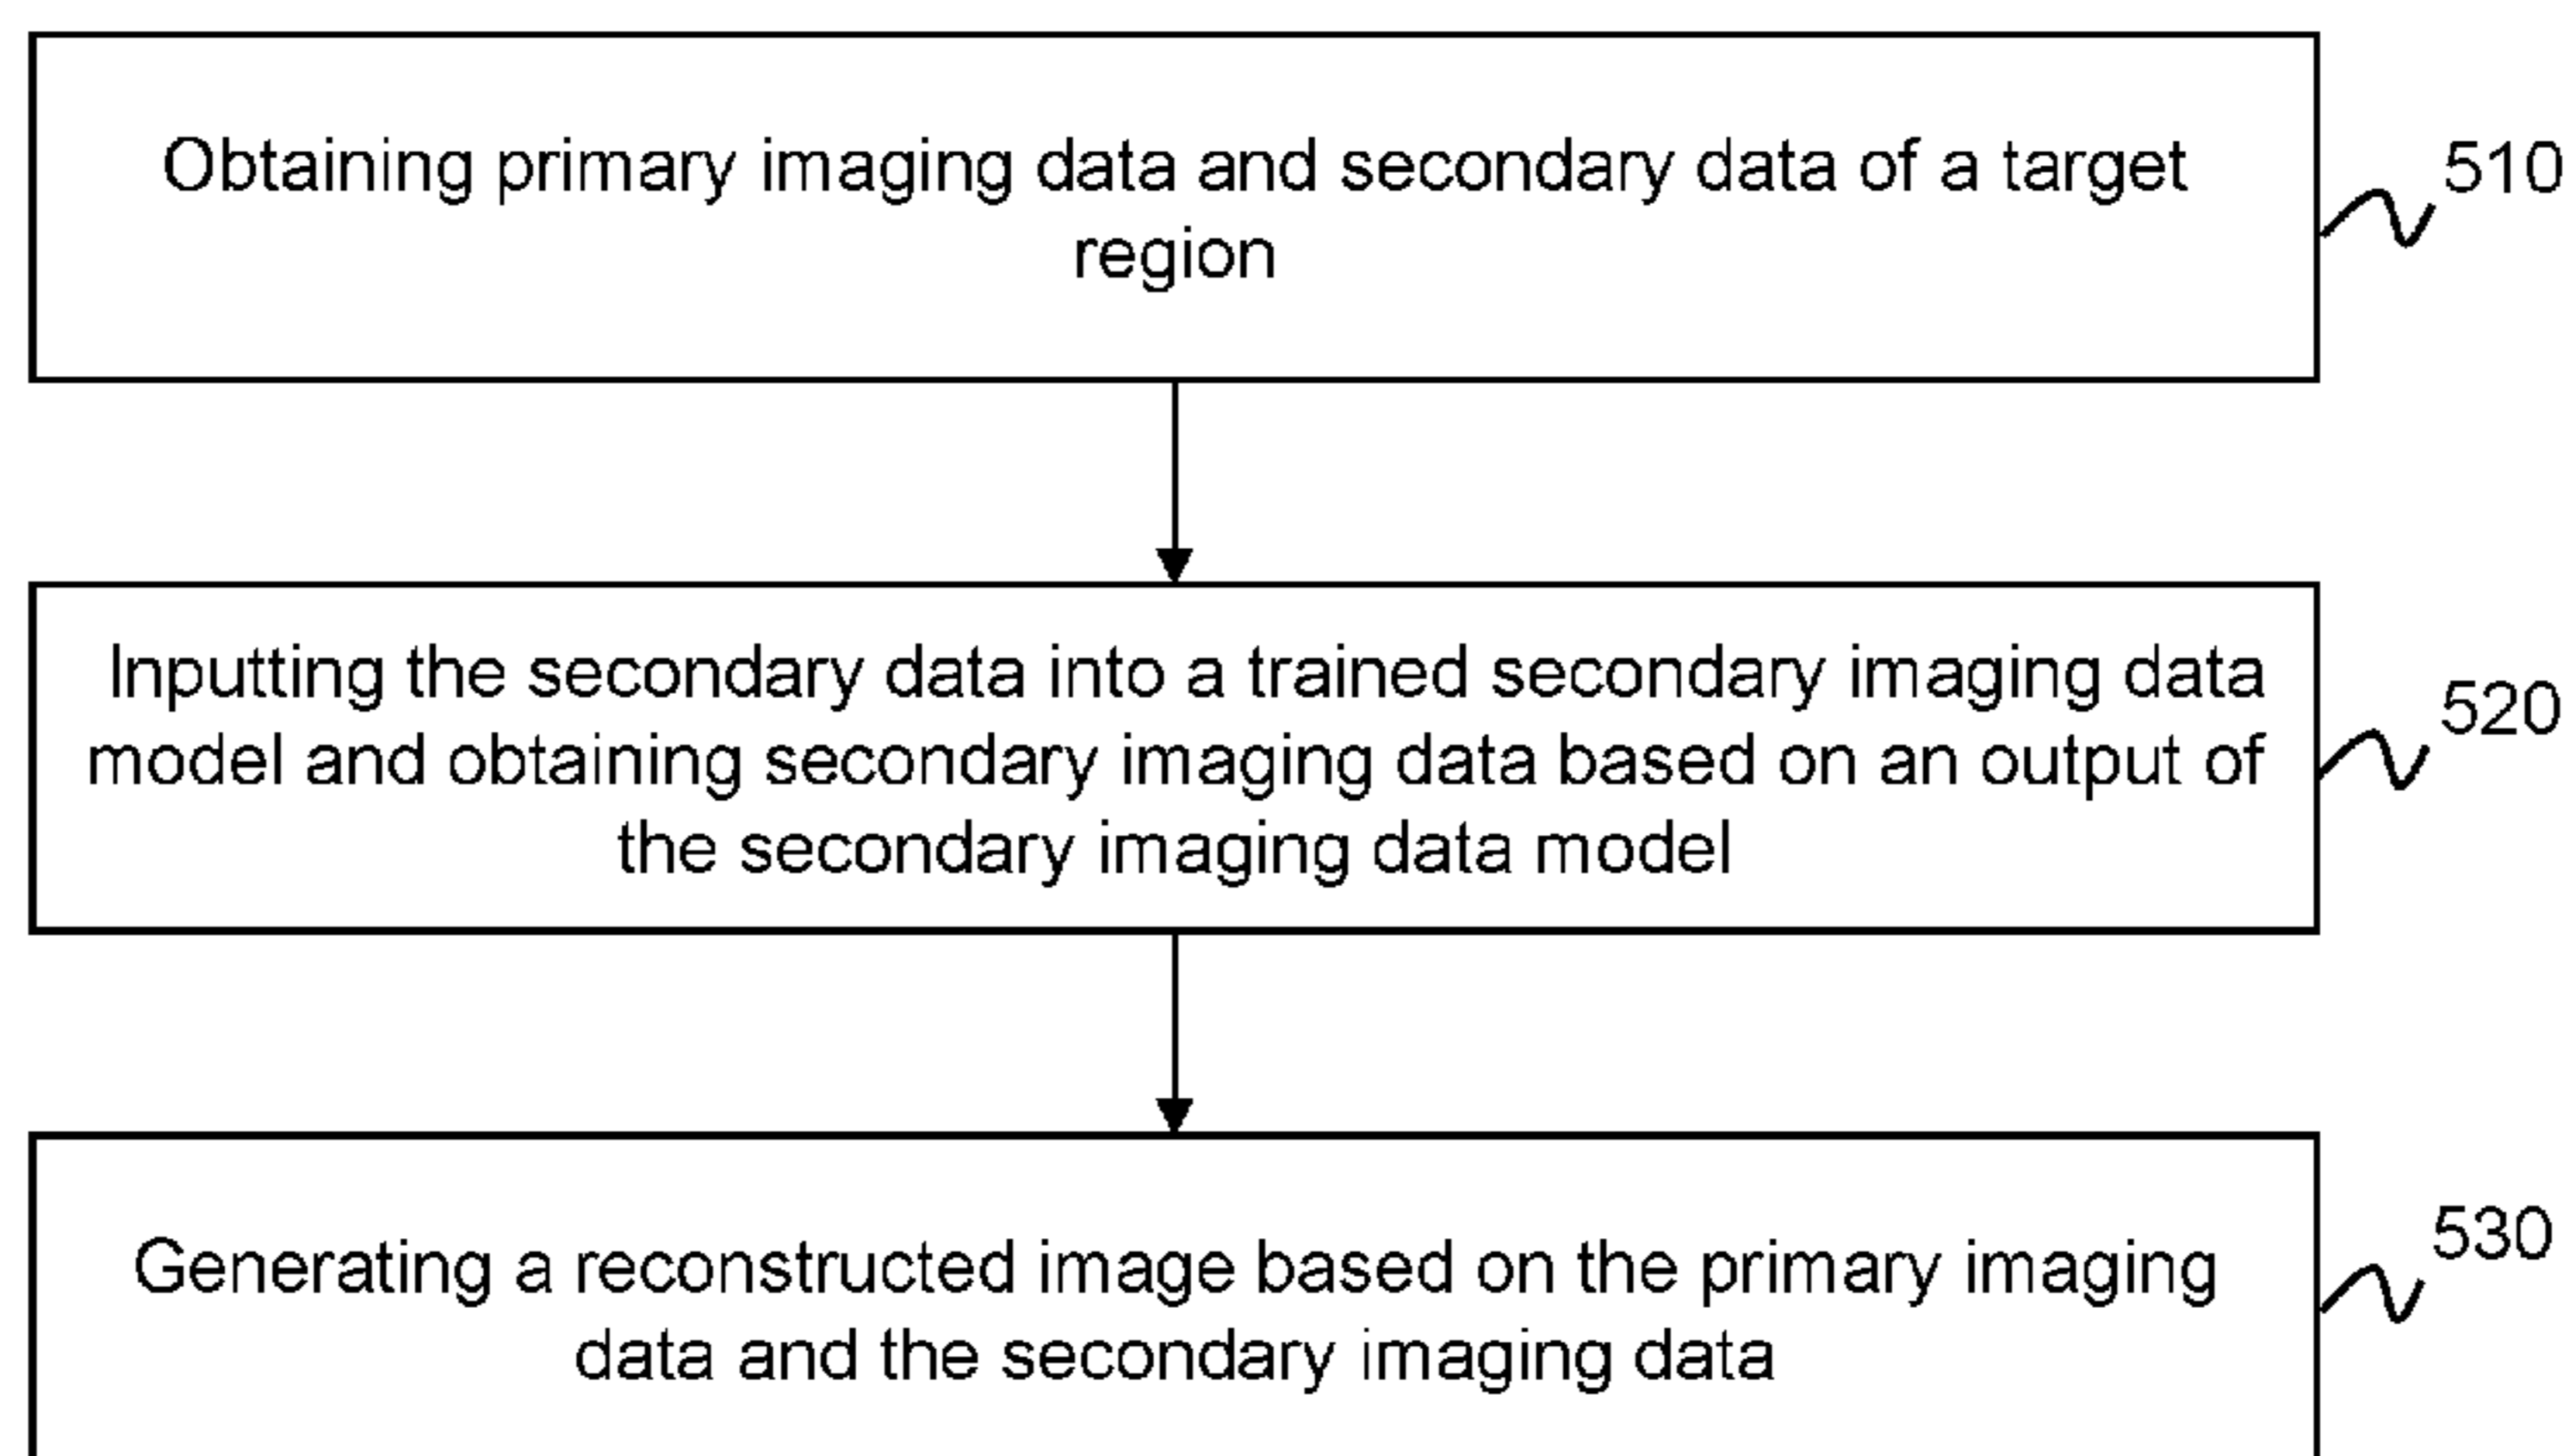 Obtaining primary imaging data and secondary data of a target
region
510
Inputting the secondary data into a trained secondary imaging data
model and obtaining secondary imaging data based on an output of
the secondary imaging data model
520
Generating a reconstructed image based on the primary imaging
data and the secondary imaging data
530